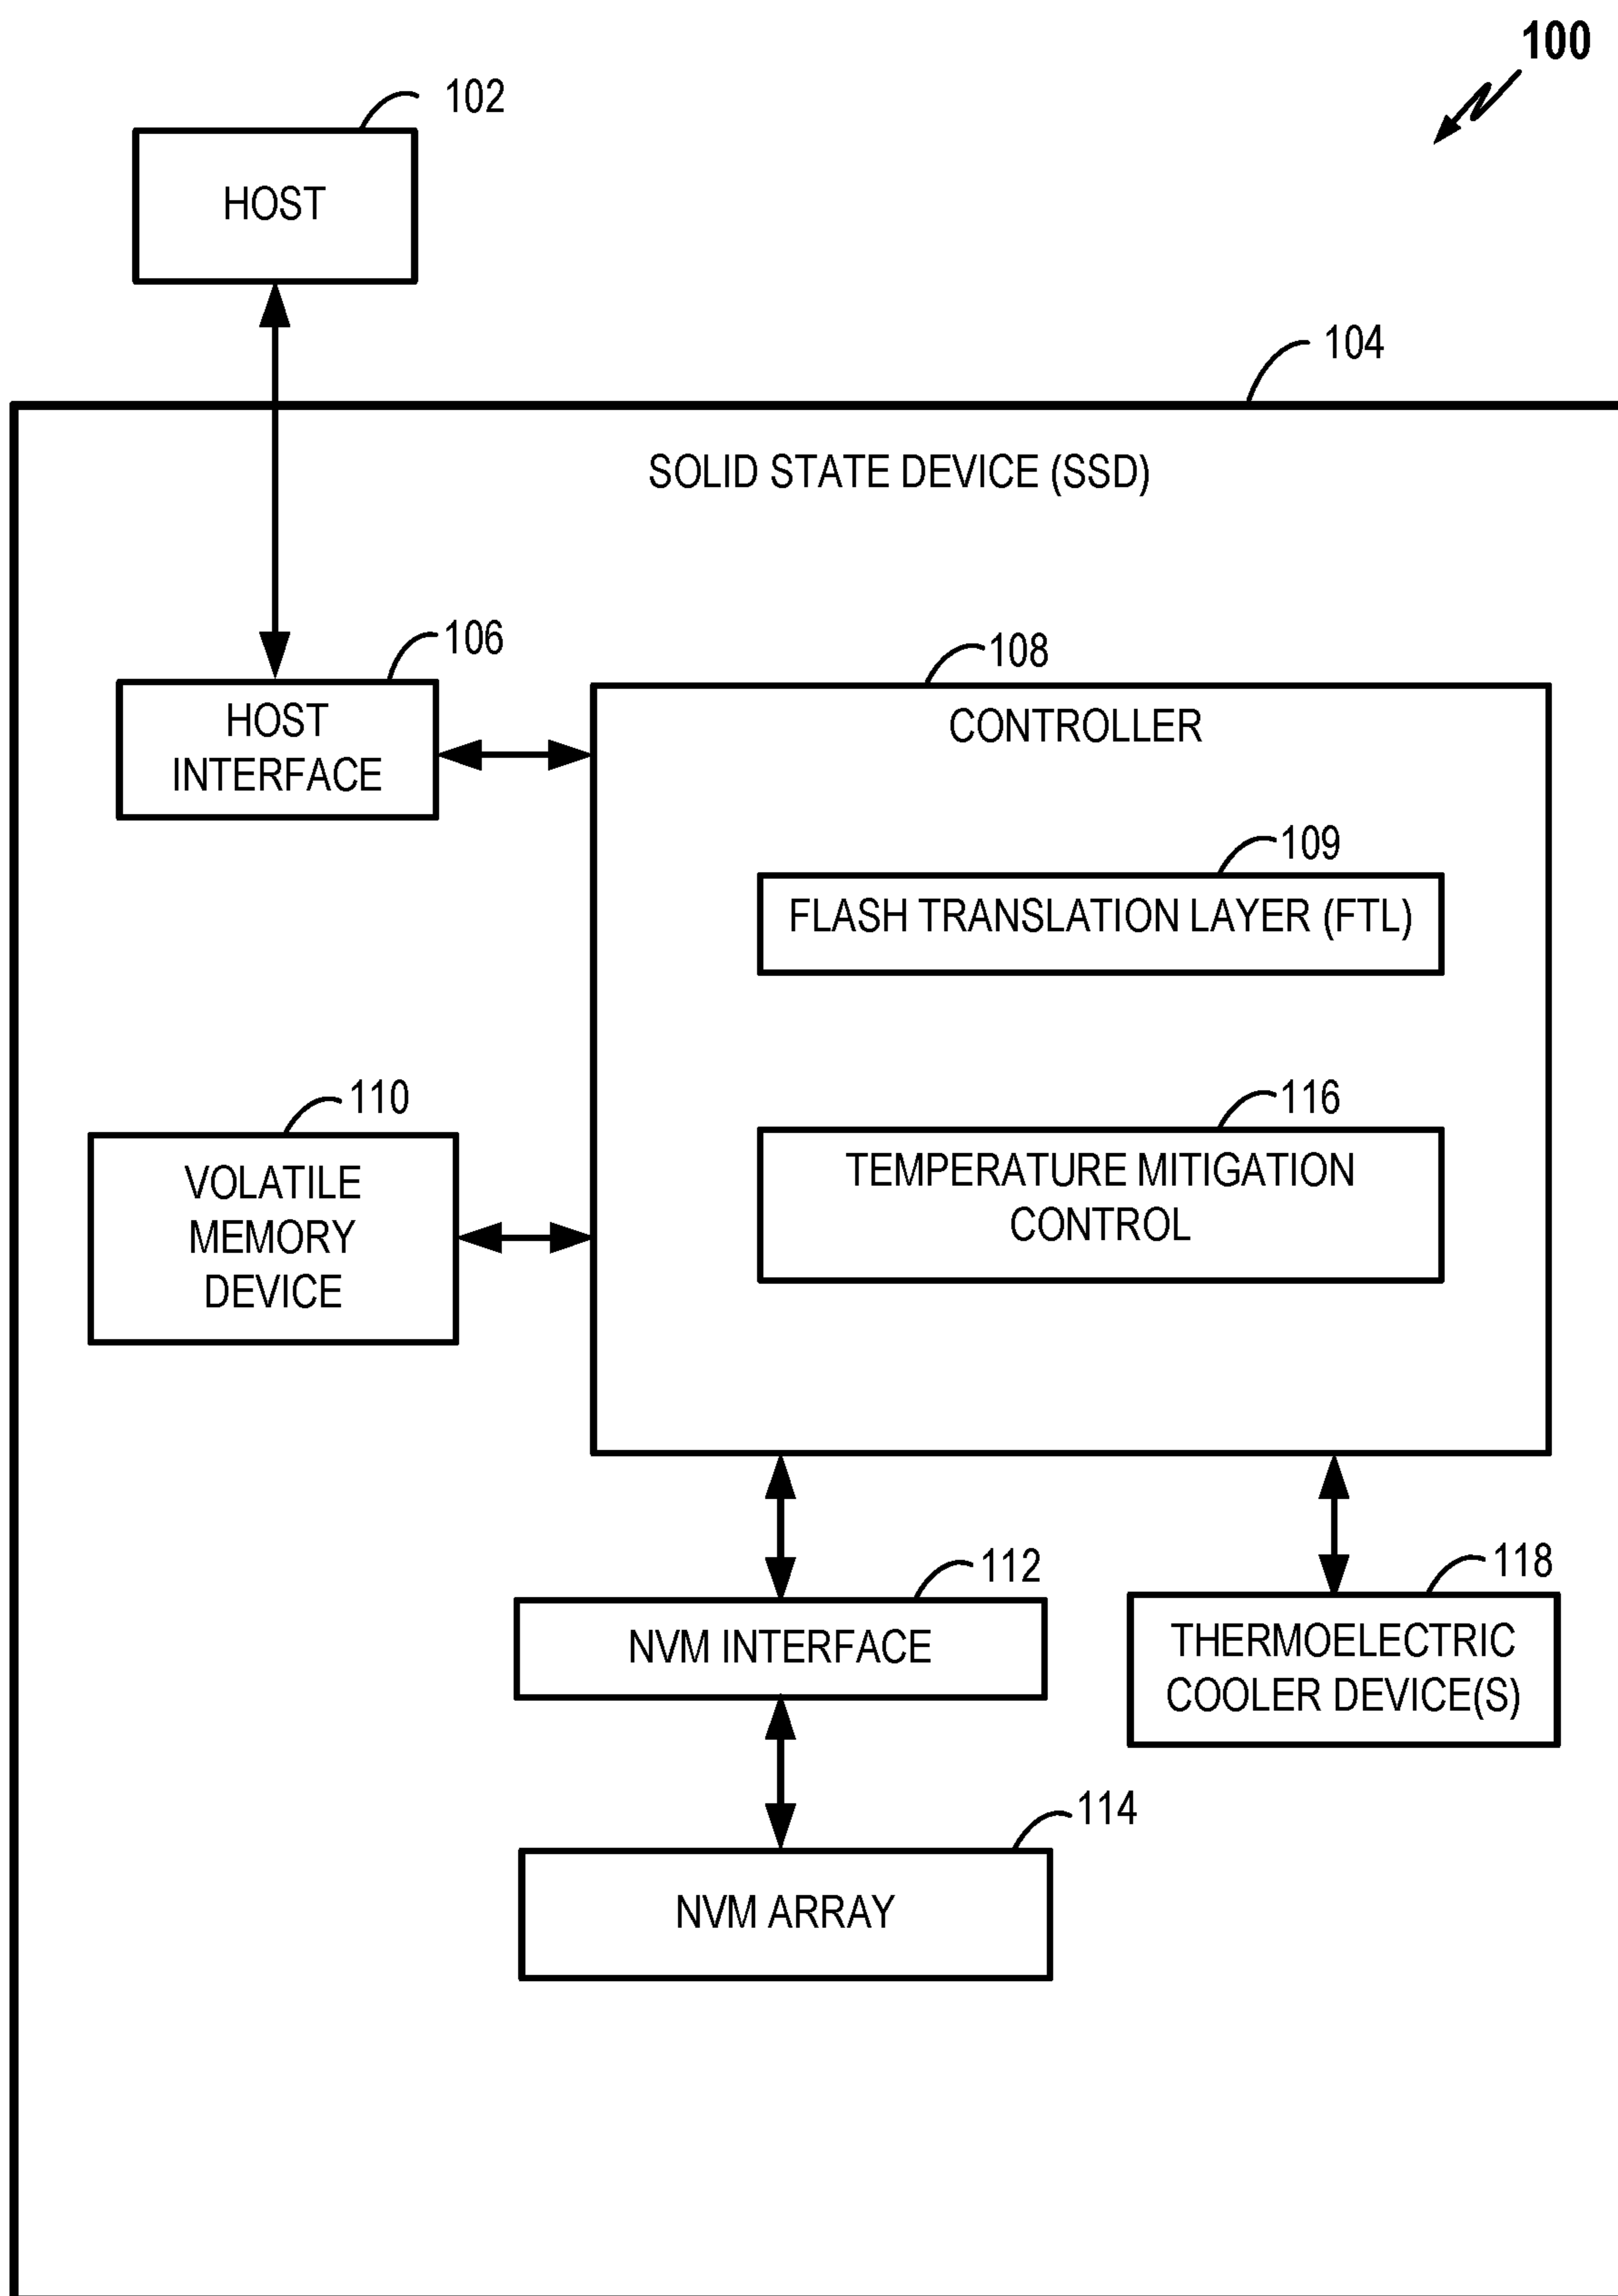 100
102
HOST
104
SOLID STATE DEVICE (SSD)
106
HOST
INTERFACE
108
CONTROLLER
109
FLASH TRANSLATION LAYER (FTL)
110
VOLATILE
MEMORY
DEVICE
116
TEMPERATURE MITIGATION
CONTROL
112
NVM INTERFACE
118
THERMOELECTRIC
COOLER DEVICE(S)
114
NVM ARRAY